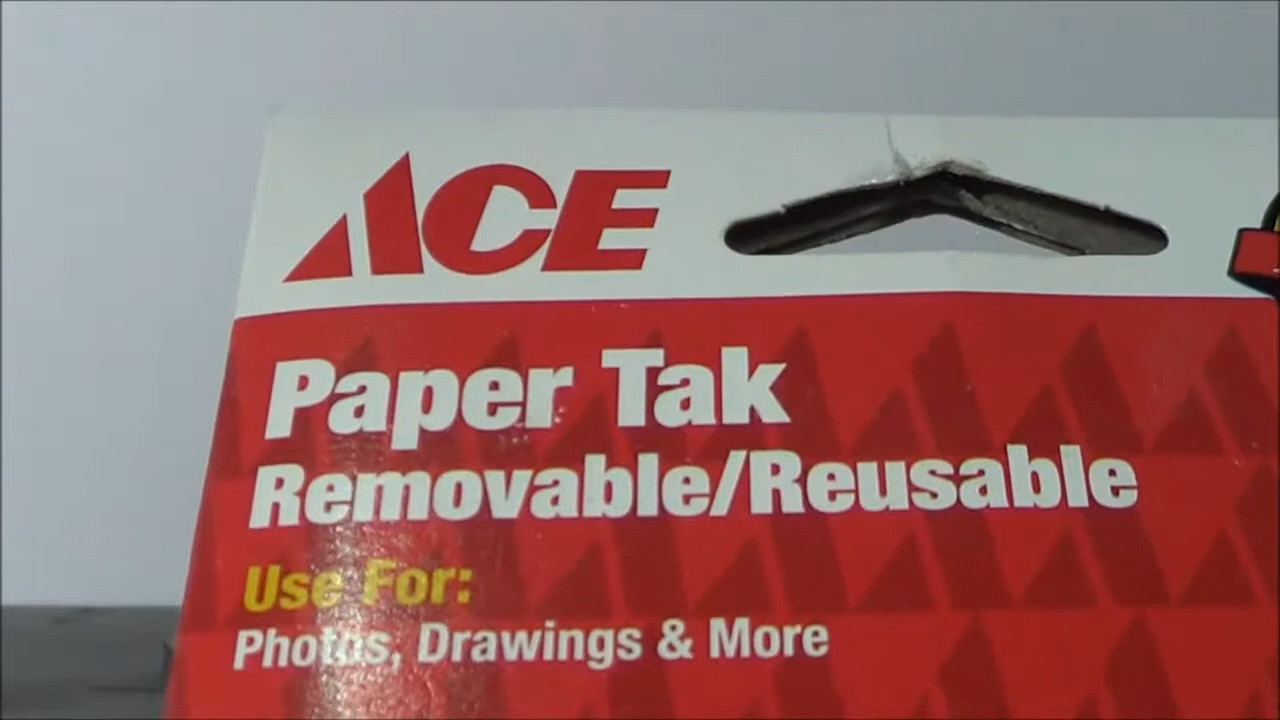 ACE
Paper Tak
Removable/Reusable
Use For:
Photos, Drawings & More